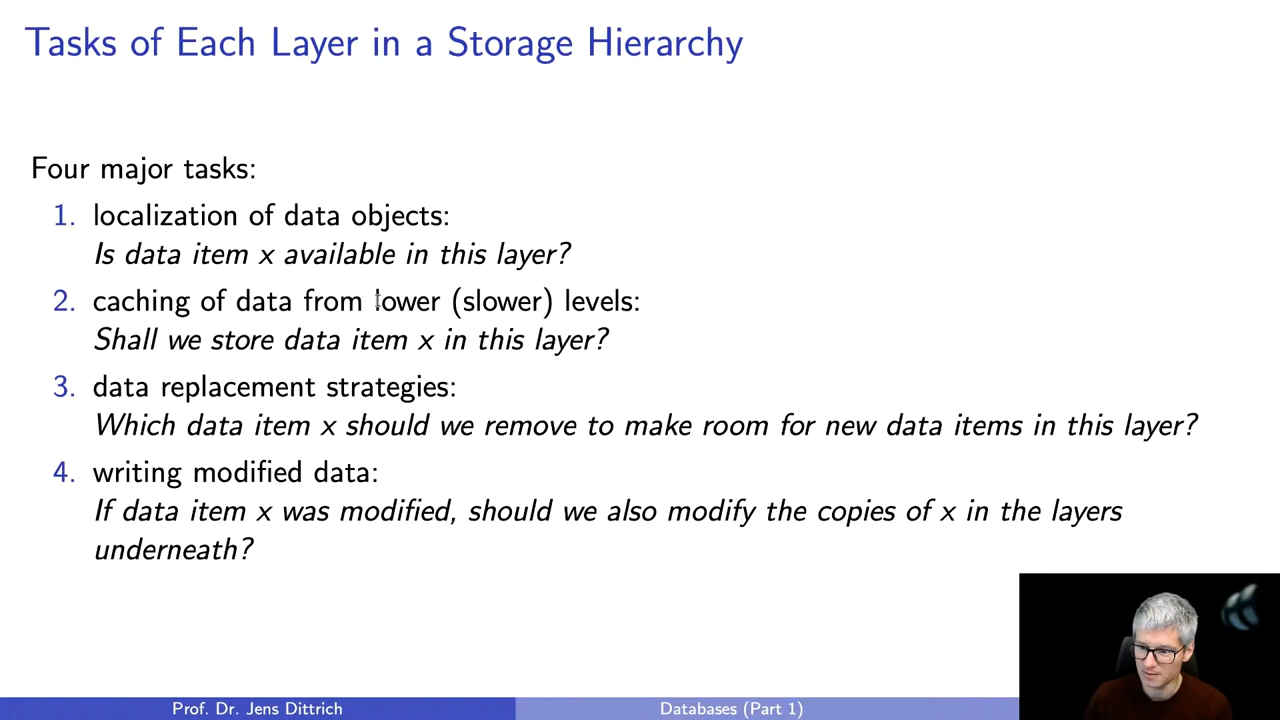 Tasks of Each Layer in a Storage Hierarchy
Four major tasks:
1. localization of data objects:
Is data item x available in this layer?
2. caching of data from lower (slower) levels:
Shall we store data item x in this layer?
3. data replacement strategies:
Which data item x should we remove to make room for new data items in this layer?
4. writing modified data:
If data item x was modified, should we also modify the copies of x in the layers
underneath?
Prof. Dr. Jens Dittrich
Databases (Part 1)